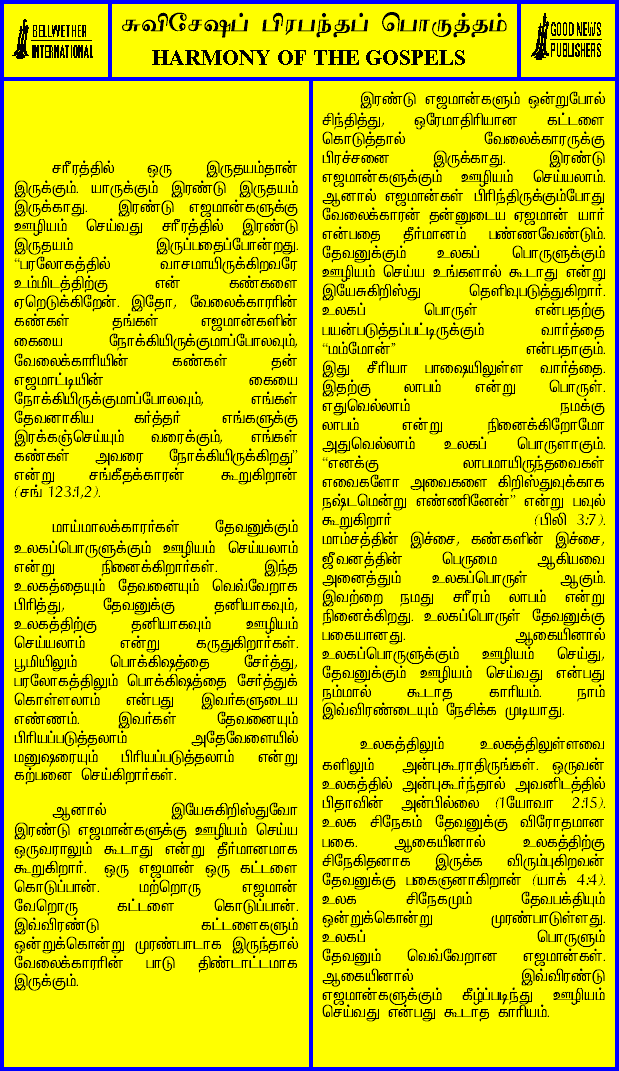 BELLWETHER
INTERNATIONAL
சுவிசேஷப் பிரபந்தப் பொருத்தம்
HARMONY OF THE GOSPELS
GOOD NEWS
PUBLISHERS
சரீரத்தில் ஒரு இருதயம்தான்
இருக்கும். யாருக்கும் இரண்டு இருதயம்
இருக்காது. இரண்டு எஜமான்களுக்கு
ஊழியம் செய்வது சரீரத்தில் இரண்டு
இருதயம் இருப்பதைப்போன்றது.
“பரலோகத்தில் வாசமாயிருக்கிறவரே
உம்மிடத்திற்கு என் கண்களை
ஏறெடுக்கிறேன். இதோ, வேலைக்காரரின்
கண்கள் தங்கள் எஜமான்களின்
கையை நோக்கியிருக்குமாப்போலவும்,
வேலைக்காரியின் கண்கள் தன்
எஜமாட்டியின் கையை
நோக்கியிருக்குமாப்போலவும், எங்கள்
தேவனாகிய கர்த்தர் எங்களுக்கு
இரக்கஞ்செய்யும் வரைக்கும், எங்கள்
கண்கள் அவரை நோக்கியிருக்கிறது”
என்று சங்கீதக்காரன் கூறுகிறான்
(சங் 123:1,2).
மாய்மாலக்காரர்கள் தேவனுக்கும்
உலகப்பொருளுக்கும் ஊழியம் செய்யலாம்
என்று நினைக்கிறார்கள். இந்த
உலகத்தையும் தேவனையும் வெவ்வேறாக
பிரித்து, தேவனுக்கு தனியாகவும்,
உலகத்திற்கு தனியாகவும் ஊழியம்
செய்யலாம் என்று கருதுகிறார்கள்.
பூமியிலும் பொக்கிஷத்தை சேர்த்து,
பரலோகத்திலும் பொக்கிஷத்தை சேர்த்துக்
கொள்ளலாம் என்பது இவர்களுடைய
எண்ணம். இவர்கள் தேவனையும்
பிரியப்படுத்தலாம் அதேவேளையில்
மனுஷரையும் பிரியப்படுத்தலாம் என்று
கற்பனை செய்கிறார்கள்.
ஆனால் இயேசுகிறிஸ்துவோ
இரண்டு எஜமான்களுக்கு ஊழியம் செய்ய
ஒருவராலும் கூடாது என்று தீர்மானமாக
கூறுகிறார். ஒரு எஜமான் ஒரு கட்டளை
கொடுப்பான். மற்றொரு எஜமான்
வேறொரு கட்டளை கொடுப்பான்.
இவ்விரண்டு கட்டளைகளும்
ஒன்றுக்கொன்று முரண்பாடாக இருந்தால்
வேலைக்காரரின் பாடு திண்டாட்டமாக
இருக்கும்.
இரண்டு எஜமான்களும் ஒன்றுபோல்
சிந்தித்து, ஒரேமாதிரியான கட்டளை
கொடுத்தால் வேலைக்காரருக்கு
பிரச்சனை இருக்காது. இரண்டு
எஜமான்களுக்கும் ஊழியம் செய்யலாம்.
ஆனால் எஜமான்கள் பிரிந்திருக்கும்போது
வேலைக்காரன் தன்னுடைய ஏஜமான் யார்
என்பதை தீர்மானம் பண்ணவேண்டும்.
தேவனுக்கும் உலகப் பொருளுக்கும்
ஊழியம் செய்ய உங்களால் கூடாது என்று
இயேசுகிறிஸ்து தெளிவுபடுத்துகிறார்.
உலகப் பொருள் என்பதற்கு
பயன்படுத்தப்பட்டிருக்கும் வார்த்தை
“மம்மோன்” என்பதாகும்.
இது சீரியா பாஷையிலுள்ள வார்த்தை.
இதற்கு லாபம் என்று பொருள்.
எதுவெல்லாம் நமக்கு
லாபம் என்று நினைக்கிறோமோ
அதுவெல்லாம் உலகப் பொருளாகும்.
“எனக்கு லாபமாயிருந்தவைகள்
எவைகளோ அவைகளை கிறிஸ்துவுக்காக
நஷ்டமென்று எண்ணினேன்” என்று பவுல்
கூறுகிறார் (பிலி 3:7).
மாம்சத்தின் இச்சை, கண்களின் இச்சை,
ஜீவனத்தின் பெருமை ஆகியவை
அனைத்தும் உலகப்பொருள் ஆகும்.
இவற்றை நமது சரீரம் லாபம் என்று
நினைக்கிறது. உலகப்பொருள் தேவனுக்கு
பகையானது. ஆகையினால்
உலகப்பொருளுக்கும் ஊழியம் செய்து,
தேவனுக்கும் ஊழியம் செய்வது என்பது
நம்மால் கூடாத காரியம். நாம்
இவ்விரண்டையும் நேசிக்க முடியாது.
உலகத்திலும் உலகத்திலுள்ளவை
களிலும் அன்புகூராதிருங்கள். ஒருவன்
உலகத்தில் அன்புகூர்ந்தால் அவனிடத்தில்
பிதாவின் அன்பில்லை (1யோவா 2:15).
உலக சிநேகம் தேவனுக்கு விரோதமான
பகை. ஆகையினால் உலகத்திற்கு
சிநேகிதனாக இருக்க விரும்புகிறவன்
தேவனுக்கு பகைஞனாகிறான் (யாக் 4:4).
உலக சிநேகமும் தேவபக்தியும்
ஒன்றுக்கொன்று முரண்பாடுள்ளது.
உலகப் பொருளும்
தேவனும் வெவ்வேறான எஜமான்கள்.
ஆகையினால் இவ்விரண்டு
எஜமான்களுக்கும் கீழ்ப்படிந்து ஊழியம்
செய்வது என்பது கூடாத காரியம்.